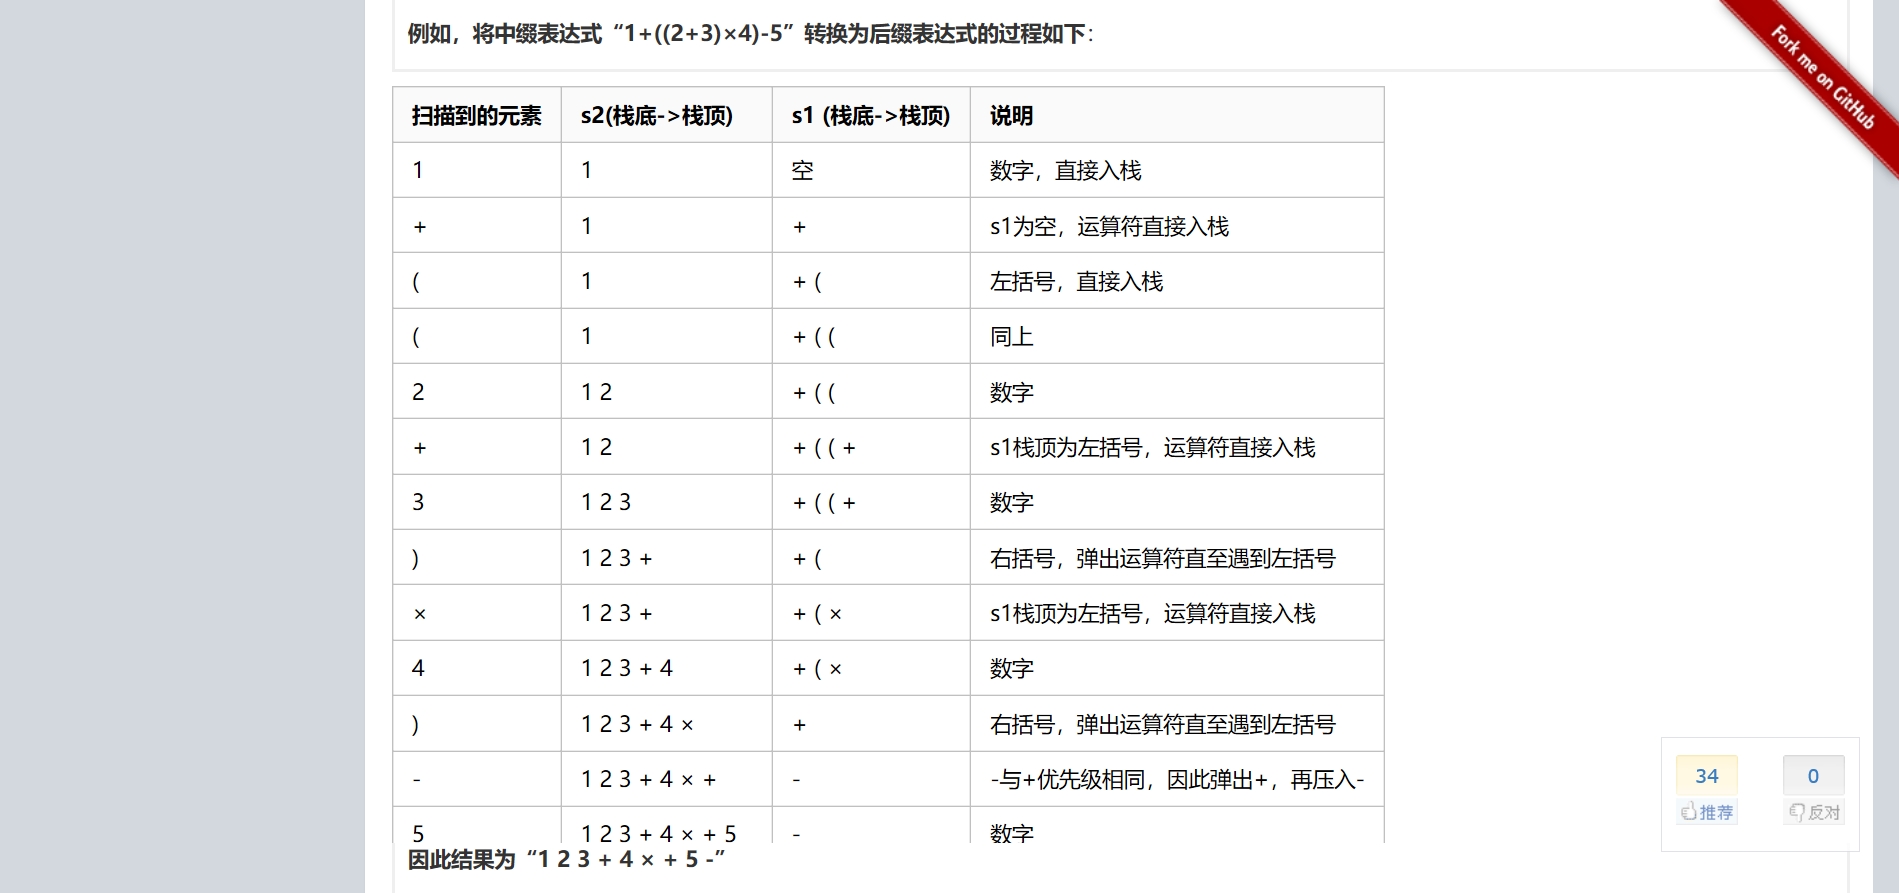 例如，将中缀表达式“1+((2+3)×4)-5”转换为后缀表达式的过程如下：
Fork me on GitHub
扫描到的元素 s2(栈底->栈顶) s1 (栈底->栈顶) 说明
1 1 空 数字，直接入栈
+ 1 + s1为空，运算符直接入栈
( 1 + ( 左括号，直接入栈
( 1 + ( ( 同上
2 1 2 + ( ( 数字
+ 1 2 + ( ( + s1栈顶为左括号，运算符直接入栈
3 1 2 3 + ( ( + 数字
) 1 2 3 + + ( 右括号，弹出运算符直至遇到左括号
× 1 2 3 + + ( × s1栈顶为左括号，运算符直接入栈
4 1 2 3 + 4 + ( × 数字
) 1 2 3 + 4 × + 右括号，弹出运算符直至遇到左括号
- 1 2 3 + 4 × + - -与+优先级相同，因此弹出+，再压入-
5 1 2 3 + 4 × + 5 - 数字
因此结果为“1 2 3 + 4 × + 5 -”
34 0
推荐 反对